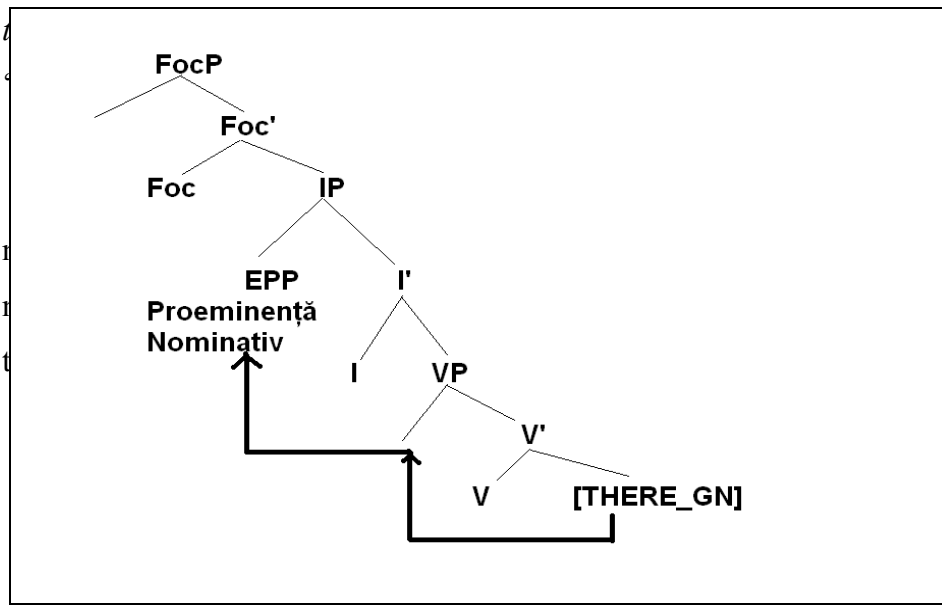 FocP
Foc'
Foc IP
EPP I'
Proeminență
Nominativ
I VP
V'
V [THERE_GN]